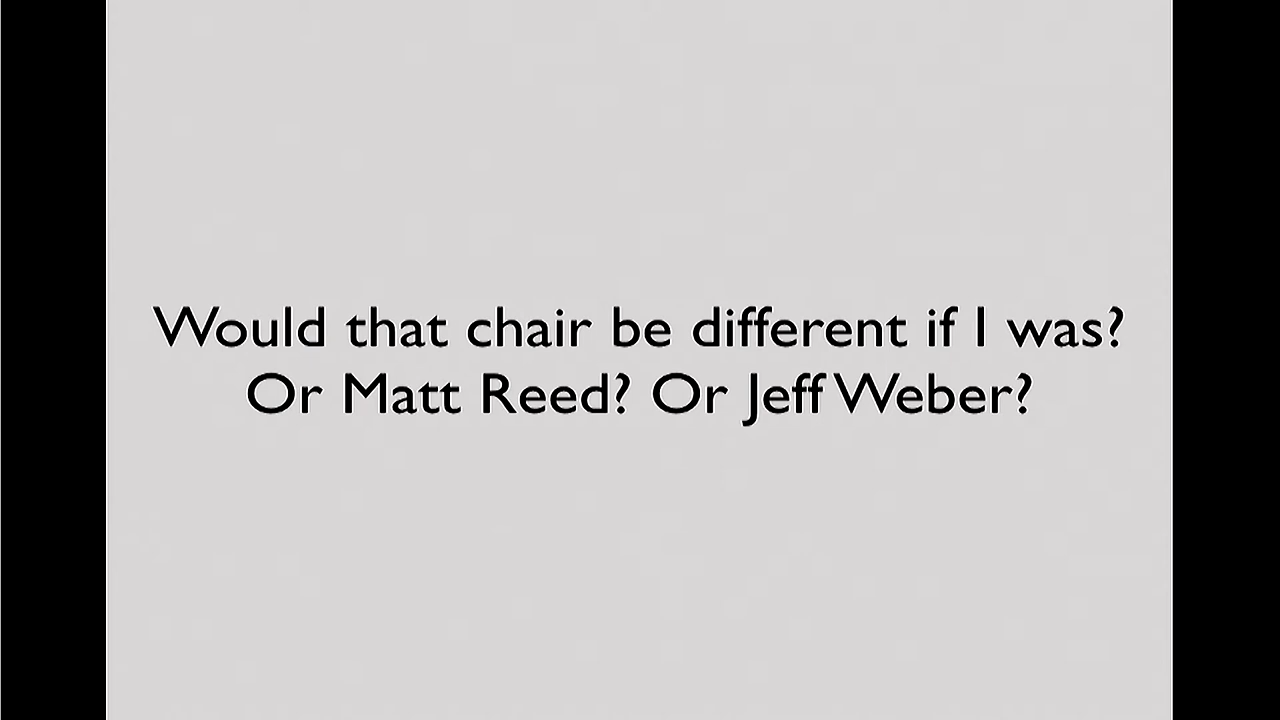 Would that chair be different if I was?
Or Matt Reed? Or Jeff Weber?